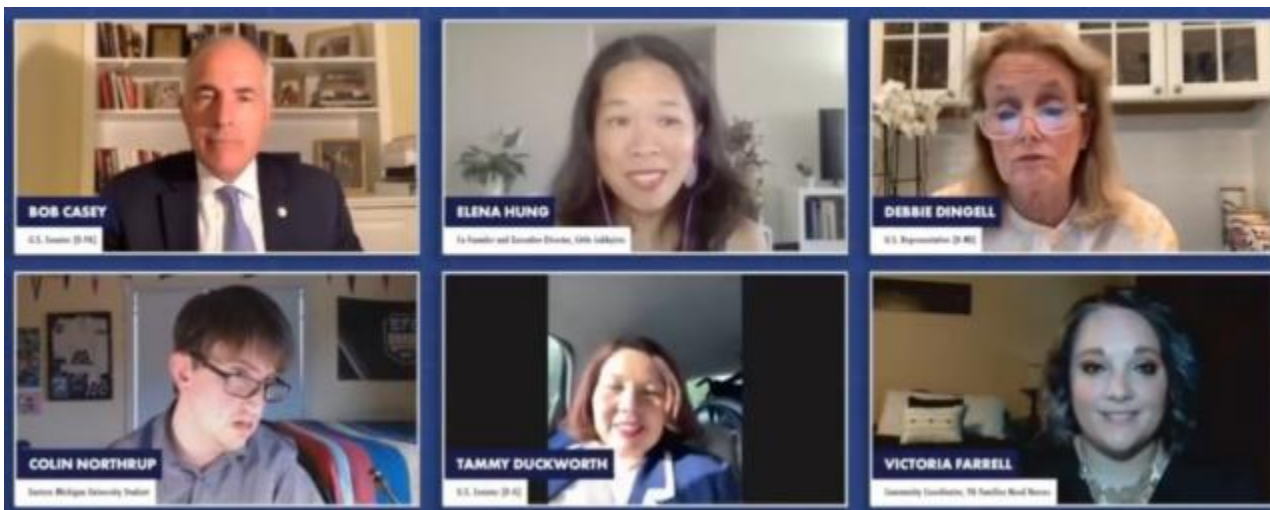 BOB CASEY
U.S. Senator (D-PA)
ELENA HUNG
Co-Founder and Executive Director, Little Lobbyists
DEBBIE DINGELL
U.S. Representative (D-MI)
COLIN NORTHRUP
Eastern Michigan University Student
TAMMY DUCKWORTH
U.S. Senator (D-IL)
VICTORIA FARRELL
Community Coordinator, PA Families Need Nurses